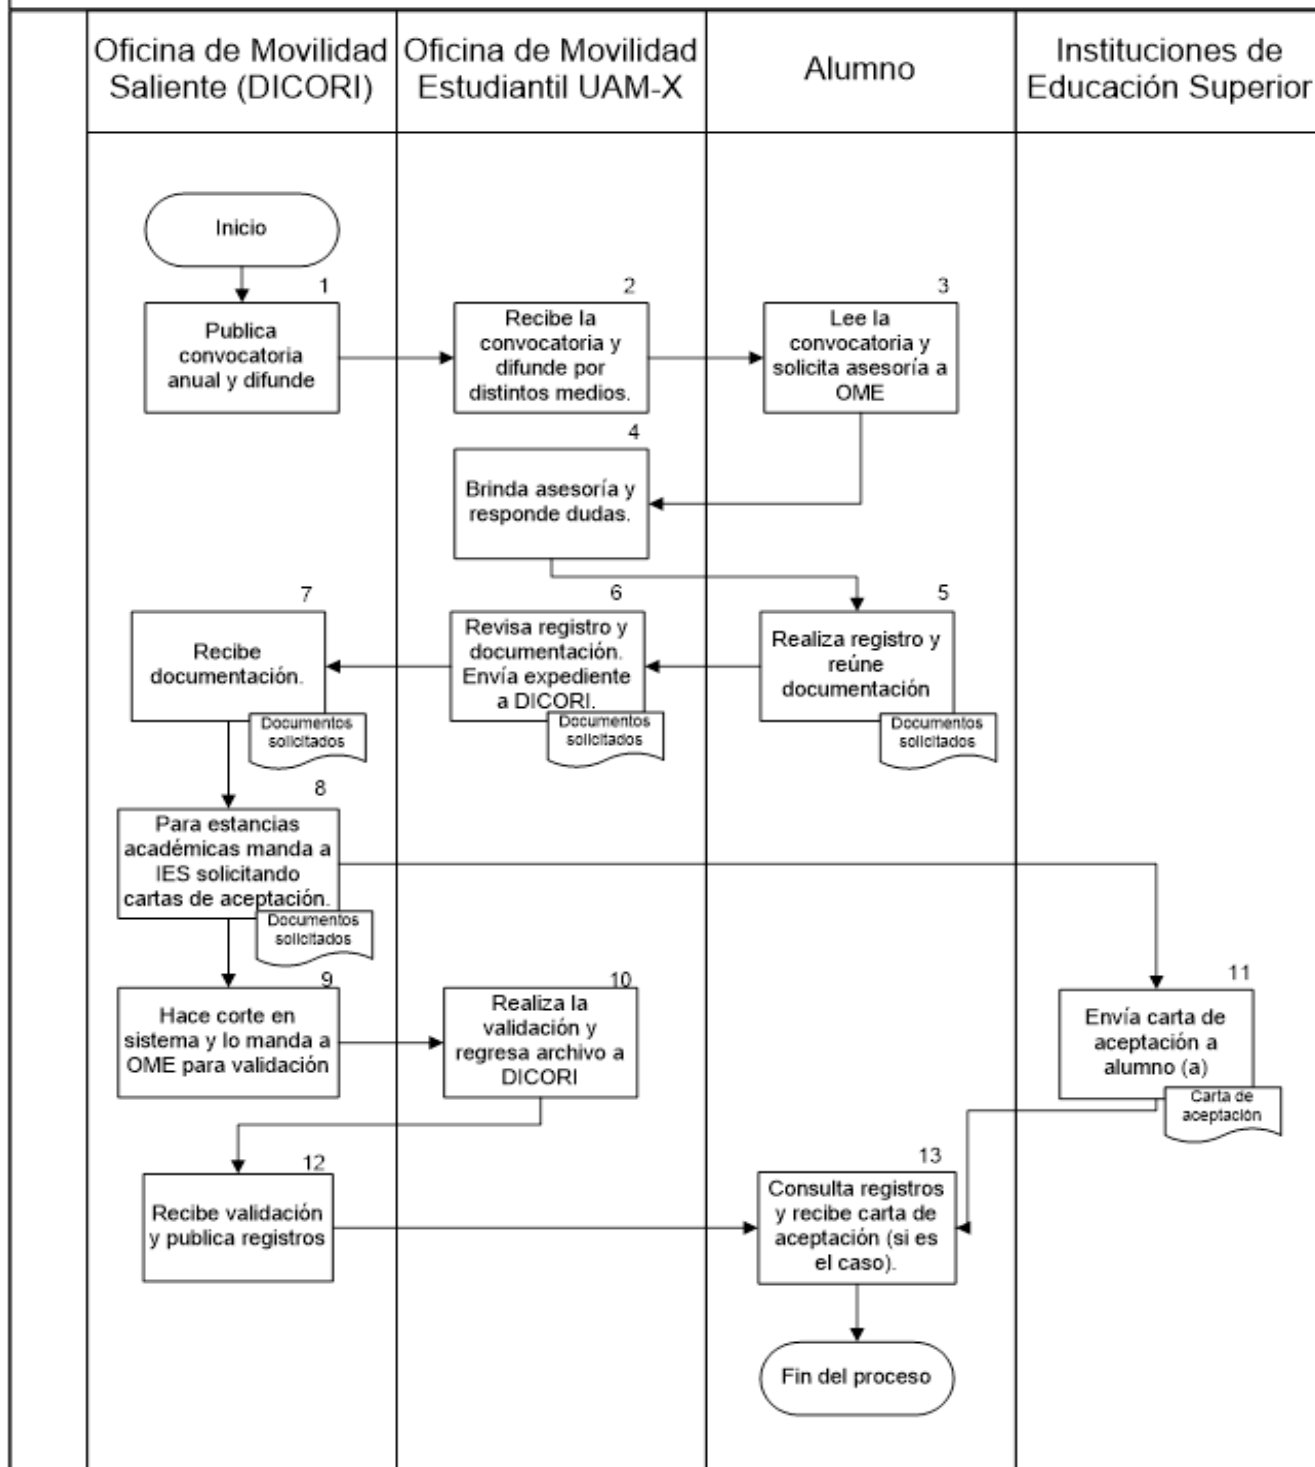 Oficina de Movilidad
Saliente (DICORI)
Oficina de Movilidad
Estudiantil UAM-X
Alumno
Instituciones de
Educación Superior
Inicio
1
Publica
convocatoria
anual y difunde
2
Recibe la
convocatoria y
difunde por
distintos medios.
3
Lee la
convocatoria y
solicita asesoría a
OME
4
Brinda asesoría y
responde dudas.
5
Realiza registro y
reúne
documentación
Documentos
solicitados
6
Revisa registro y
documentación.
Envía expediente
a DICORI.
Documentos
solicitados
7
Recibe
documentación.
Documentos
solicitados
8
Para estancias
académicas manda a
IES solicitando
cartas de aceptación.
Documentos
solicitados
9
Hace corte en
sistema y lo manda a
OME para validación
10
Realiza la
validación y
regresa archivo a
DICORI
11
Envía carta de
aceptación a
alumno (a)
Carta de
aceptación
12
Recibe validación
y publica registros
13
Consulta registros
y recibe carta de
aceptación (si es
el caso).
Fin del proceso